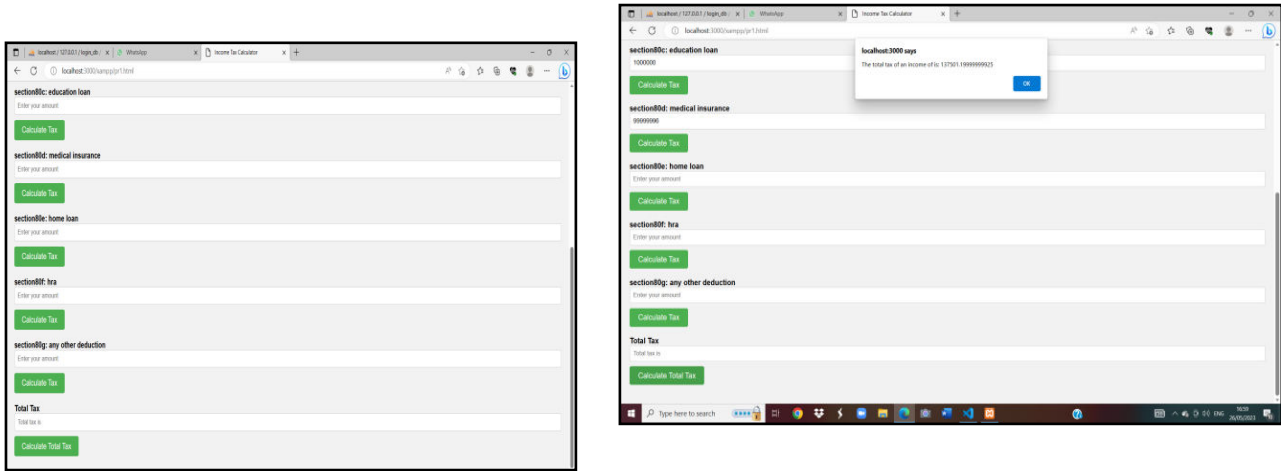 localhost / 127.0.0.1 / login_db /
WhatsApp
Income Tax Calculator
localhost:3000/xampp/pr1.html
section80c: education loan
Enter your amount
Calculate Tax
section80d: medical insurance
Enter your amount
Calculate Tax
section80e: home loan
Enter your amount
Calculate Tax
section80f: hra
Enter your amount
Calculate Tax
section80g: any other deduction
Enter your amount
Calculate Tax
Total Tax
Total tax is
Calculate Total Tax
localhost / 127.0.0.1 / login_db /
WhatsApp
Income Tax Calculator
localhost:3000/xampp/pr1.html
localhost:3000 says
The total tax of an income of is: 137501.19999999925
OK
section80c: education loan
1000000
Calculate Tax
section80d: medical insurance
Calculate Tax
section80e: home loan
Enter your amount
Calculate Tax
section80f: hra
Enter your amount
Calculate Tax
section80g: any other deduction
Enter your amount
Calculate Tax
Total Tax
Total tax is
Calculate Total Tax
Type here to search
ENG
26/05/2023